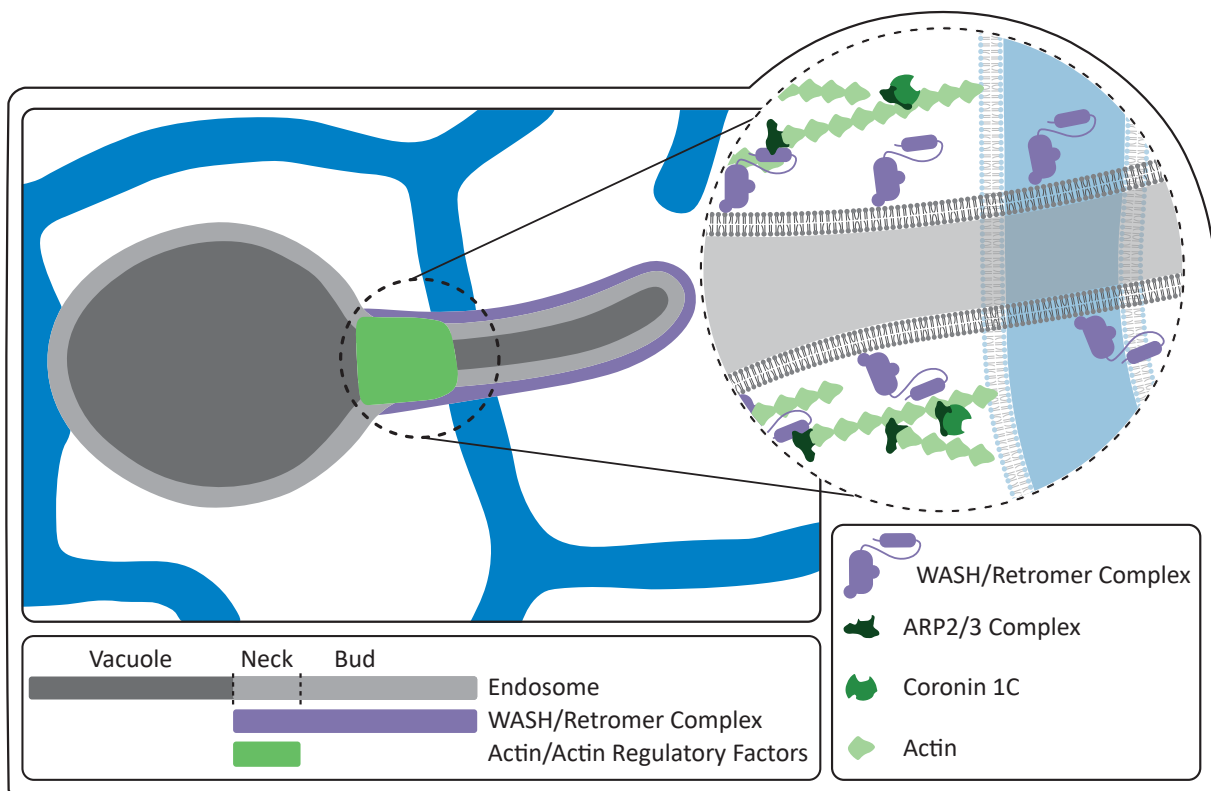 Vacuole Neck Bud
Endosome
WASH/Retromer Complex
Actin/Actin Regulatory Factors
WASH/Retromer Complex
ARP2/3 Complex
Coronin 1C
Actin